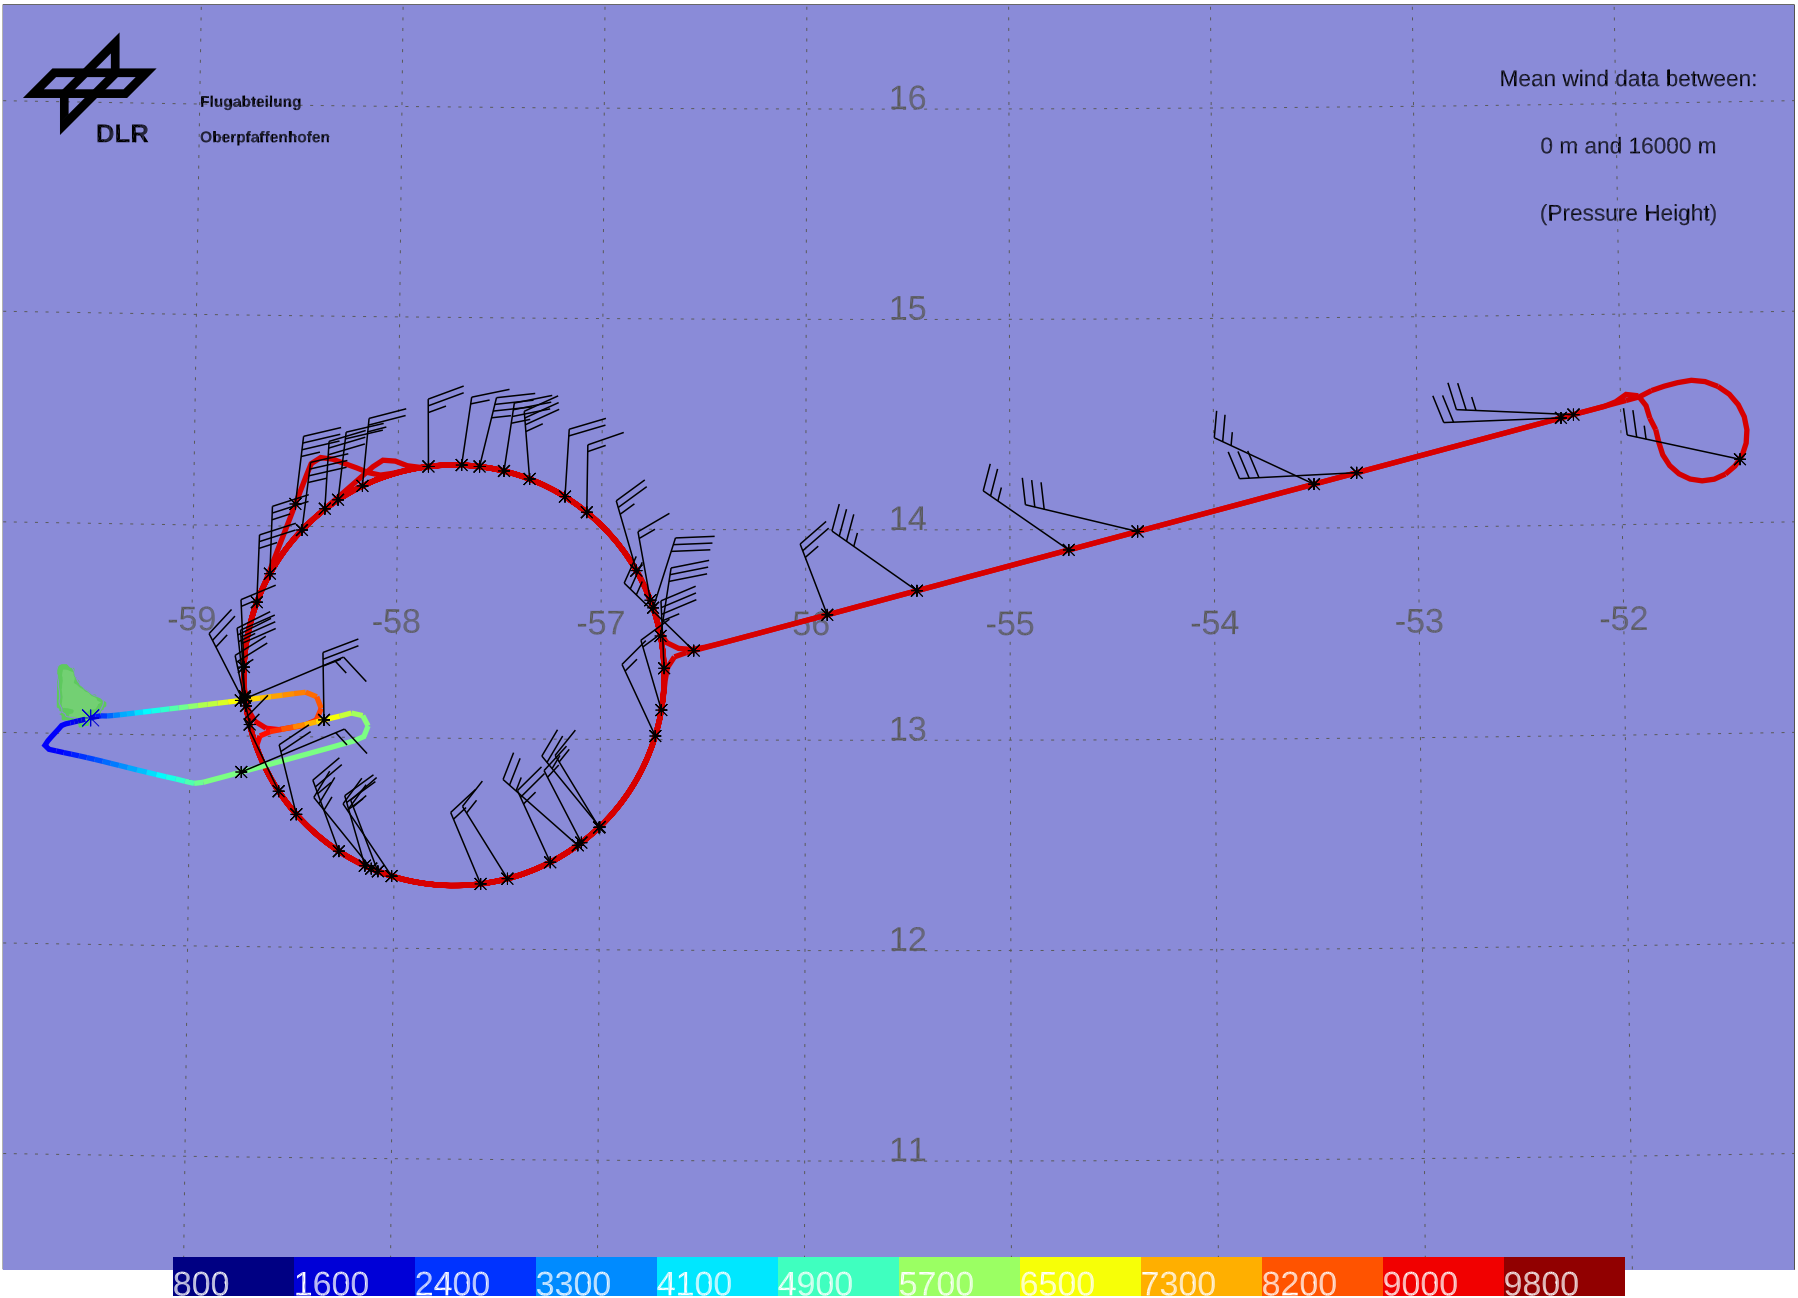 DLR
Flugabteilung
Oberpfaffenhofen
Mean wind data between:
0 m and 16000 m
(Pressure Height)
16
15
14
-59 -58 -57 56 -55 -54 -53 -52
13
12
11
800 1600 2400 3300 4100 4900 5700 6500 7300 8200 9000 9800